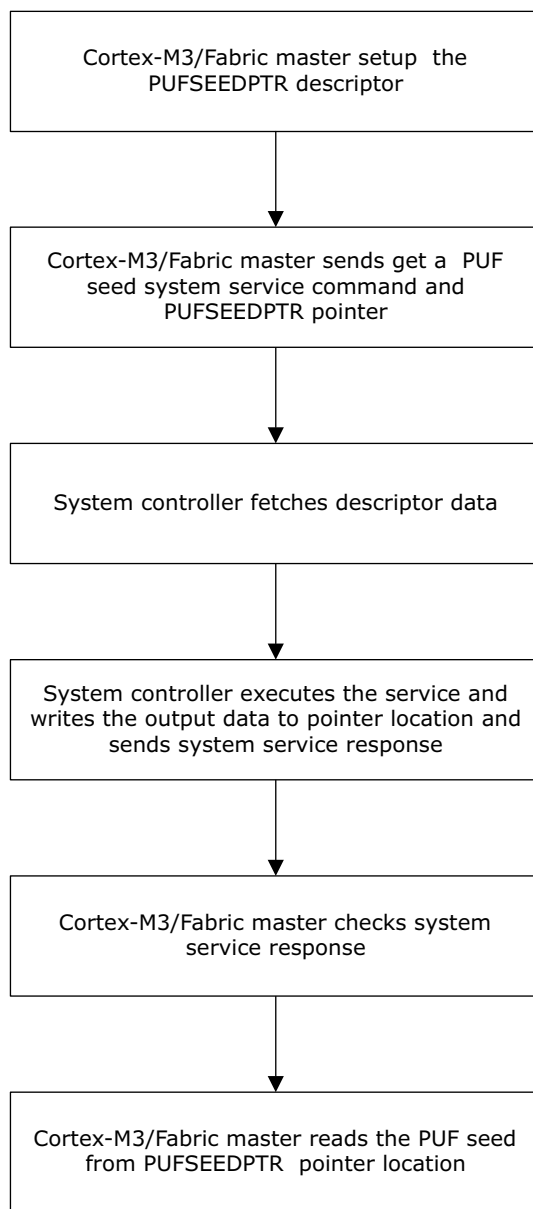 Cortex-M3/Fabric master setup  the
PUFSEEDPTR descriptor
Cortex-M3/Fabric master sends get a  PUF
seed system service command and
PUFSEEDPTR pointer
System controller fetches descriptor data
System controller executes the service and
writes the output data to pointer location and
sends system service response
Cortex-M3/Fabric master checks system
service response
Cortex-M3/Fabric master reads the PUF seed
from PUFSEEDPTR  pointer location